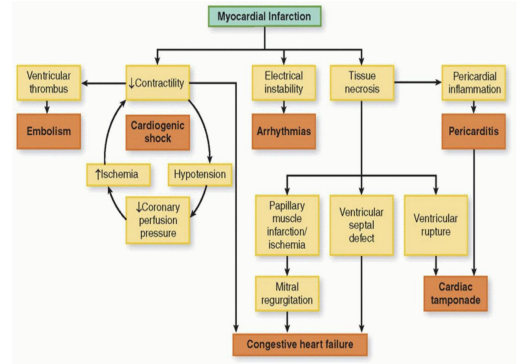 Myocardial Infarction
Ventricular
thrombus
↓Contractility
Electrical
instability
Tissue
necrosis
Pericardial
inflammation
Embolism
Cardiogenic
shock
Arrhythmias
Pericarditis
↑Ischemia
Hypotension
↓Coronary
perfusion
pressure
Papillary
muscle
infarction/
ischemia
Ventricular
septal
defect
Ventricular
rupture
Mitral
regurgitation
Cardiac
tamponade
Congestive heart failure